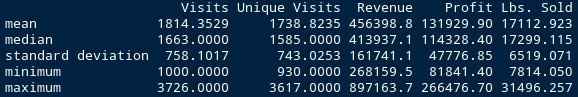 Visits Unique Visits Revenue Profit Lbs. Sold
mean 1814.3529 1738.8235 456398.8 131929.90 17112.923
median 1663.0000 1585.0000 413937.1 114328.40 17299.115
standard deviation 758.1017 743.0253 161741.1 47776.85 6519.071
minimum 1000.0000 930.0000 268159.5 81841.40 7814.050
maximum 3726.0000 3617.0000 897163.7 266476.70 31496.257